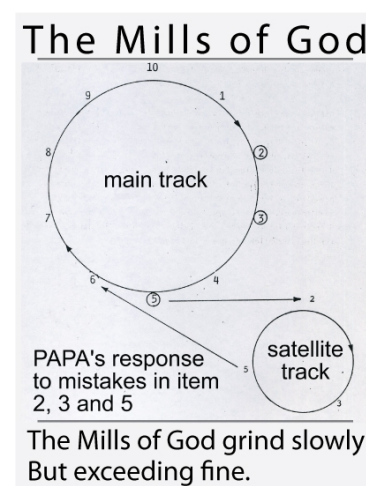 The Mills of God
10
9
1
8
2
main track
7
3
6
4
5
2
PAPA's response
to mistakes in item
2, 3 and 5
satellite
track
5
3
The Mills of God grind slowly
But exceeding fine.